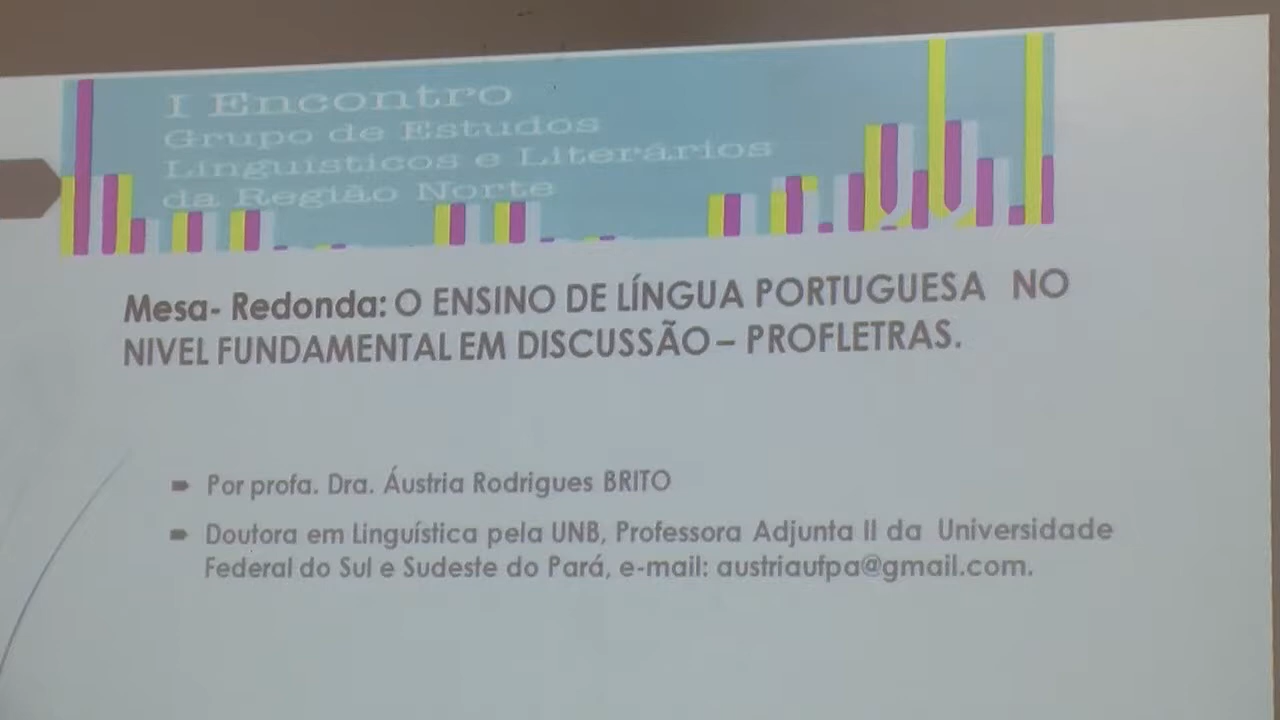 I Encontro
Grupo de Estudos
Linguísticos e Literários
da Região Norte
Mesa- Redonda: O ENSINO DE LÍNGUA PORTUGUESA NO
NIVEL FUNDAMENTAL EM DISCUSSÃO – PROFLETRAS.
Por profa. Dra. Áustria Rodrigues BRITO
Doutora em Linguística pela UNB, Professora Adjunta II da Universidade
Federal do Sul e Sudeste do Pará, e-mail: austriaufpa@gmail.com.